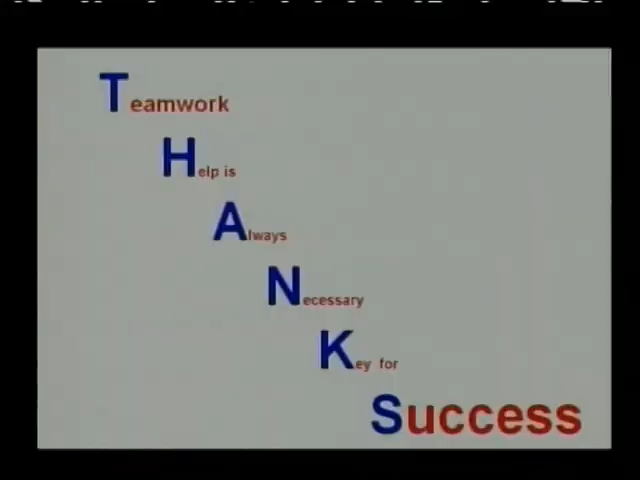 Teamwork
Help is
Always
Necessary
Key for
Success